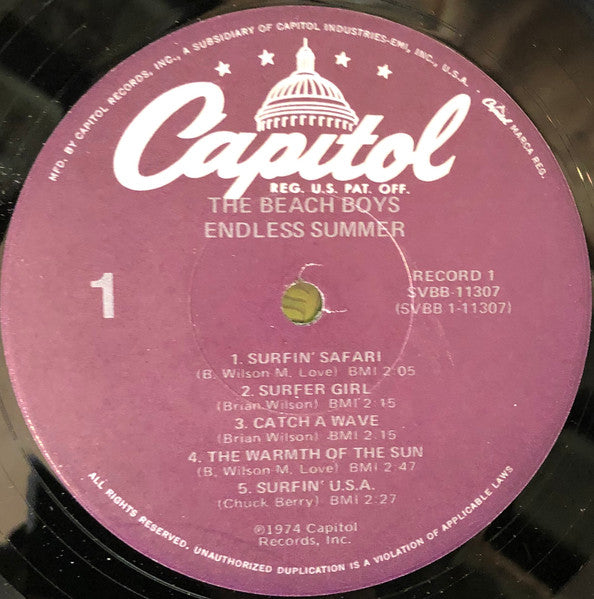 MFD. BY CAPITOL RECORDS, INC., A SUBSIDIARY OF CAPITOL INDUSTRIES-EMI, INC., U.S.A. • Capitol MARCA REG.
Capitol
REG. U.S. PAT. OFF.
THE BEACH BOYS
ENDLESS SUMMER
1
RECORD 1
SVBB-11307
(SVBB 1-11307)
1. SURFIN' SAFARI
(B. Wilson-M. Love) BMI 2:05
2. SURFER GIRL
(Brian Wilson) BMI 2:15
3. CATCH A WAVE
(Brian Wilson) BMI 2:15
4. THE WARMTH OF THE SUN
(B. Wilson-M. Love) BMI 2:47
5. SURFIN' U.S.A.
(Chuck Berry) BMI 2:27
℗1974 Capitol
Records, Inc.
ALL RIGHTS RESERVED. UNAUTHORIZED DUPLICATION IS A VIOLATION OF APPLICABLE LAWS